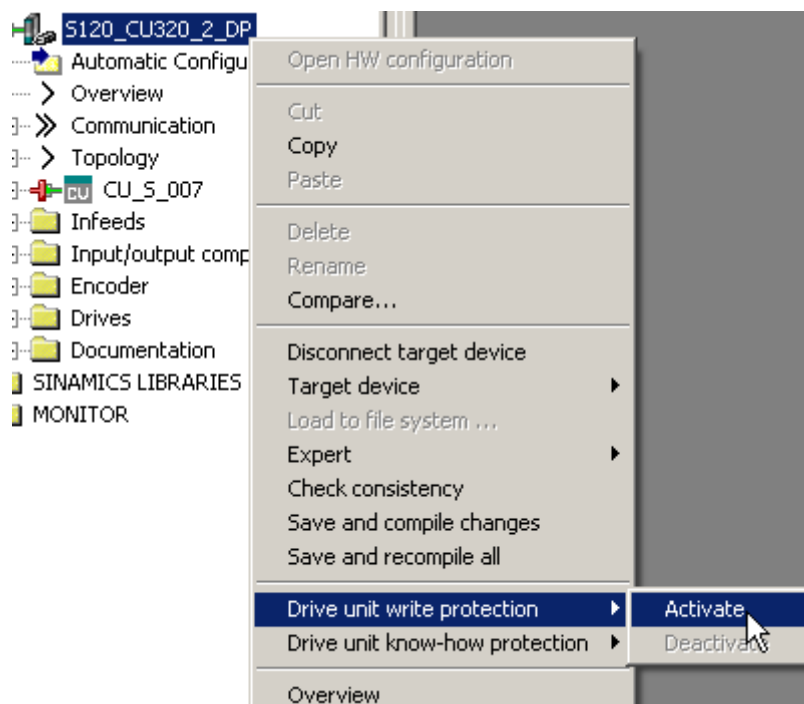 S120_CU320_2_DP
Automatic Configu
Overview
Communication
Topology
CU
CU_S_007
Infeeds
Input/output comp
Encoder
Drives
Documentation
SINAMICS LIBRARIES
MONITOR
Open HW configuration
Cut
Copy
Paste
Delete
Rename
Compare...
Disconnect target device
Target device
Load to file system ...
Expert
Check consistency
Save and compile changes
Save and recompile all
Drive unit write protection
Drive unit know-how protection
Overview
Activate
Deactivate